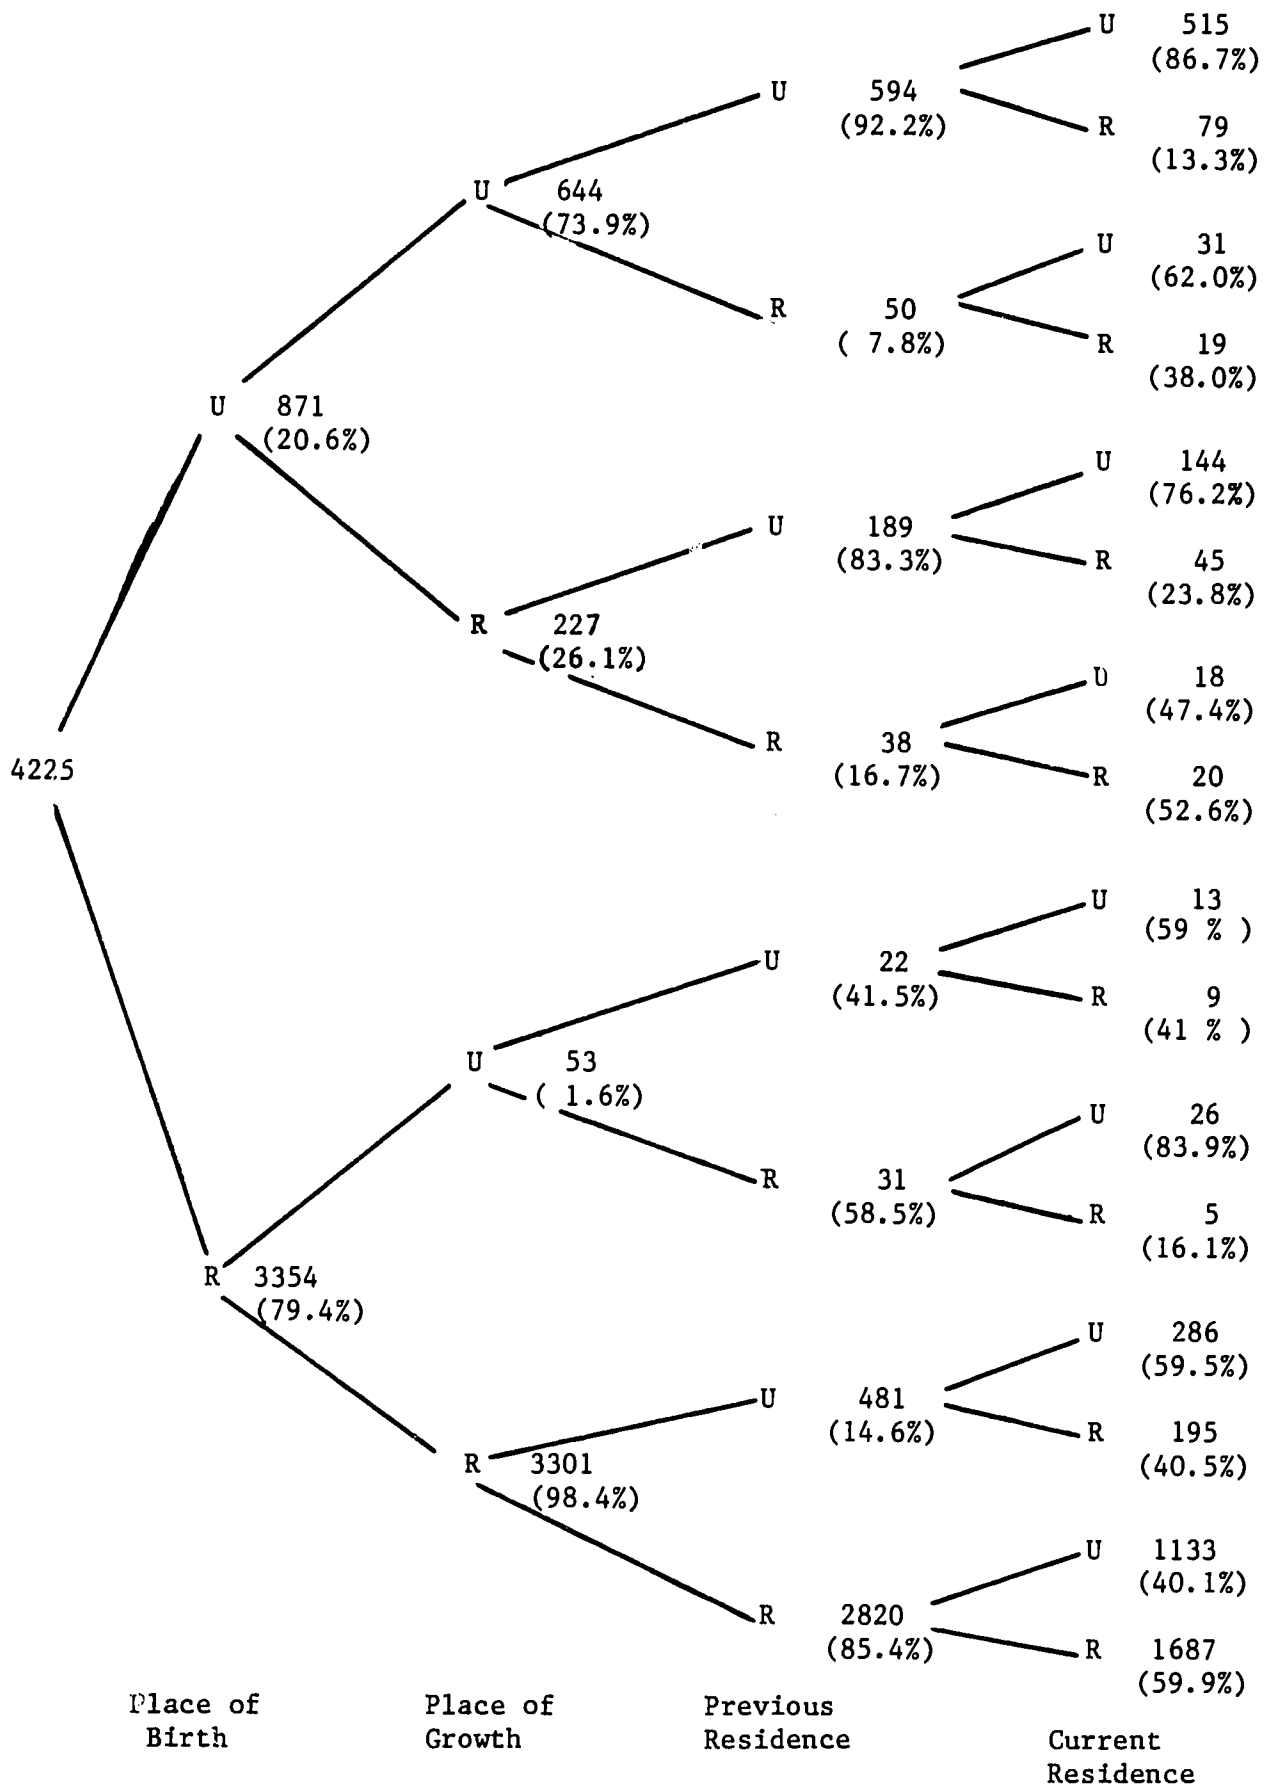 U 515
(86.7%)
U 594
(92.2%)
R 79
(13.3%)
U 644
(73.9%)
U 31
(62.0%)
R 50
( 7.8%)
R 19
(38.0%)
U 871
(20.6%)
U 144
(76.2%)
U 189
(83.3%)
R 45
(23.8%)
R 227
(26.1%)
U 18
(47.4%)
R 38
(16.7%)
R 20
(52.6%)
4225
U 13
(59 % )
U 22
(41.5%)
R 9
(41 % )
U 53
( 1.6%)
U 26
(83.9%)
R 31
(58.5%)
R 5
(16.1%)
R 3354
(79.4%)
U 286
(59.5%)
U 481
(14.6%)
R 195
(40.5%)
R 3301
(98.4%)
U 1133
(40.1%)
R 2820
(85.4%)
R 1687
(59.9%)
Place of
Birth
Place of
Growth
Previous
Residence
Current
Residence